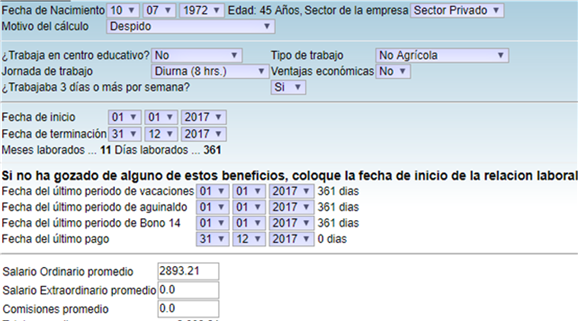 Fecha de Nacimiento 10 07 1972 Edad: 45 Años, Sector de la empresa Sector Privado
Motivo del cálculo Despido
¿Trabaja en centro educativo? No Tipo de trabajo No Agrícola
Jornada de trabajo Diurna (8 hrs.) Ventajas económicas No
¿Trabajaba 3 días o más por semana? Si
Fecha de inicio 01 01 2017
Fecha de terminación 31 12 2017
Meses laborados ... 11 Días laborados ... 361
Si no ha gozado de alguno de estos beneficios, coloque la fecha de inicio de la relacion laboral
Fecha del último periodo de vacaciones 01 01 2017 361 dias
Fecha del último periodo de aguinaldo 01 01 2017 361 dias
Fecha del último periodo de Bono 14 01 01 2017 361 dias
Fecha del último pago 31 12 2017 0 dias
Salario Ordinario promedio 2893.21
Salario Extraordinario promedio 0.0
Comisiones promedio 0.0